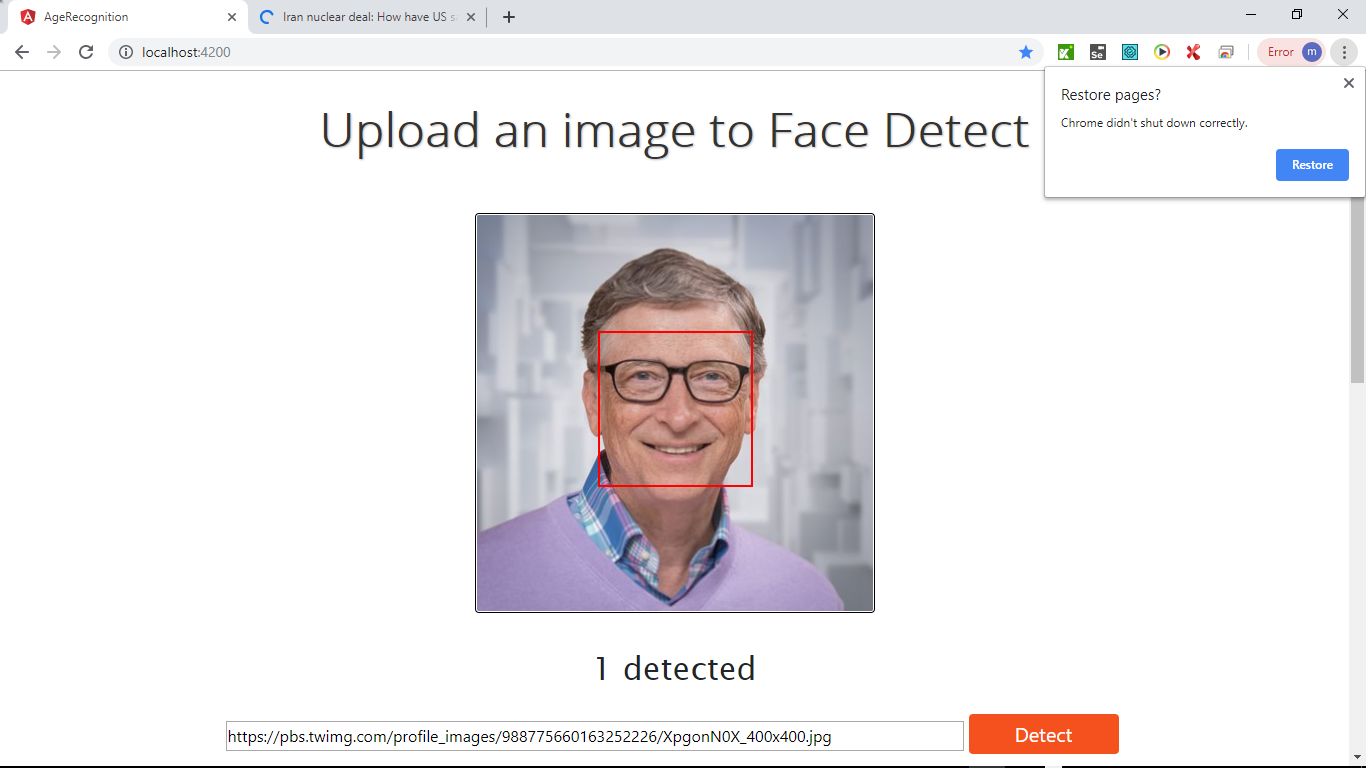 AgeRecognition
Iran nuclear deal: How have US s
localhost:4200
Se
Error
m
Restore pages?
Chrome didn't shut down correctly.
Restore
Upload an image to Face Detect
1 detected
https://pbs.twimg.com/profile_images/988775660163252226/XpgonN0X_400x400.jpg
Detect